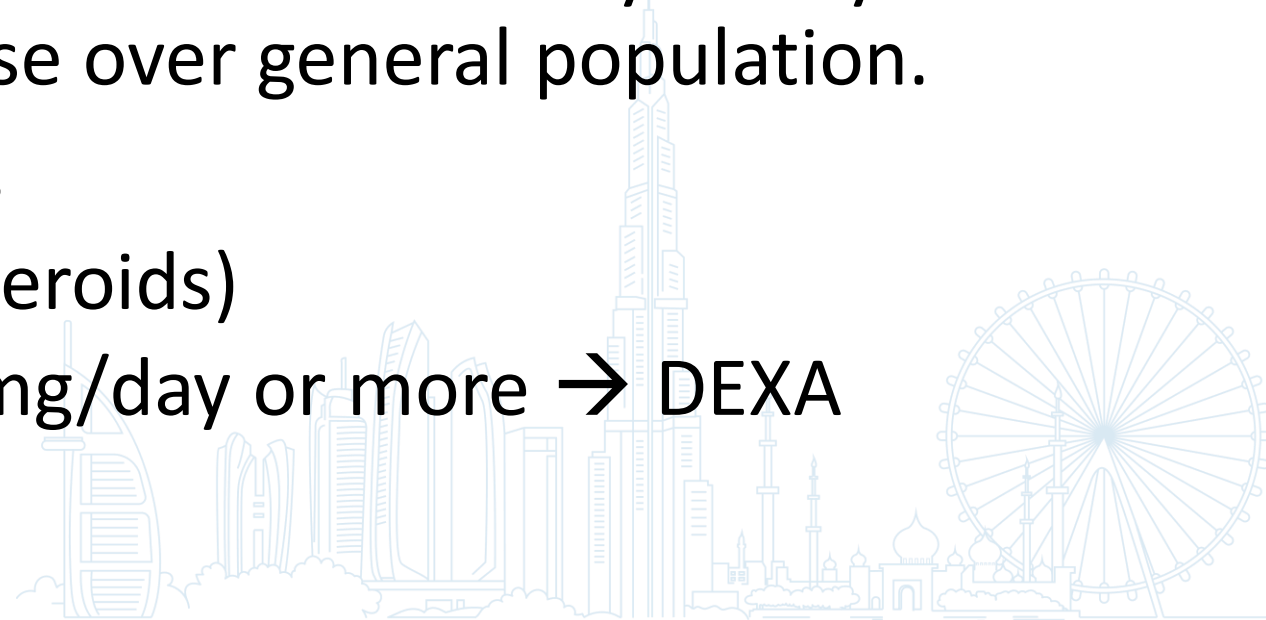 se over general population.
eroids)
mg/day or more → DEXA